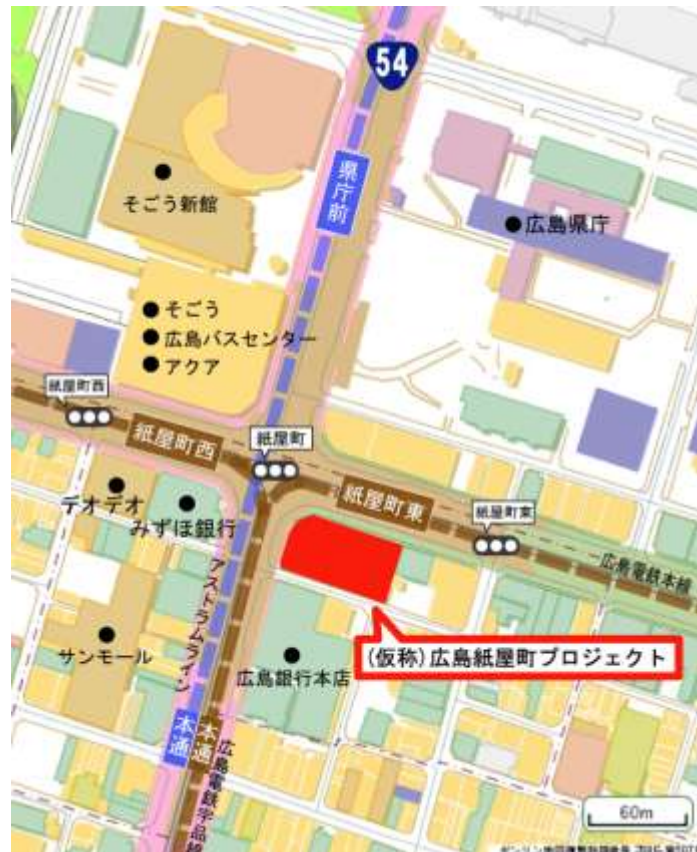 54
県庁前
そごう新館
広島県庁
そごう
広島バスセンター
アクア
紙屋町西
紙屋町西
紙屋町
紙屋町東
紙屋町東
広島電鉄本線
デオデオ
みずほ銀行
アストラムライン
サンモール
広島銀行本店
(仮称)広島紙屋町プロジェクト
本通
本通
広島電鉄宇品線
60m